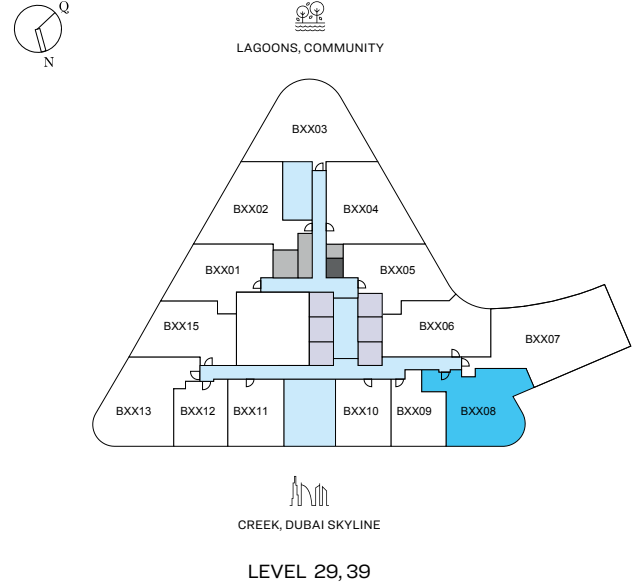 Q
N
LAGOONS, COMMUNITY
BXX03
BXX02
BXX04
BXX01
BXX05
BXX15
BXX06
BXX07
BXX13
BXX12
BXX11
BXX10
BXX09
BXX08
CREEK, DUBAI SKYLINE
LEVEL 29, 39